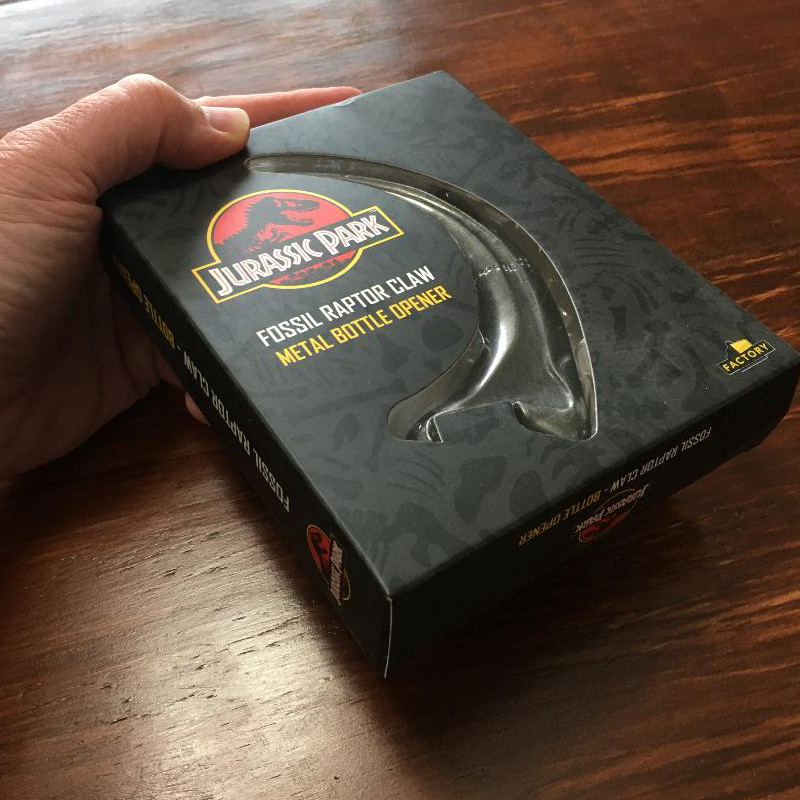 JURASSIC PARK
FOSSIL RAPTOR CLAW
METAL BOTTLE OPENER
FACTORY
FOSSIL RAPTOR CLAW - BOTTLE OPENER
JURASSIC PARK
FOSSIL RAPTOR CLAW - BOTTLE OPENER
JURASSIC PARK